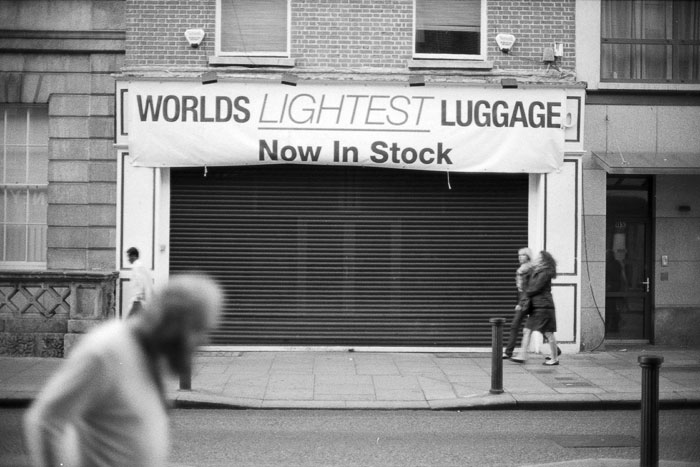 WORLDS LIGHTEST LUGGAGE
Now In Stock